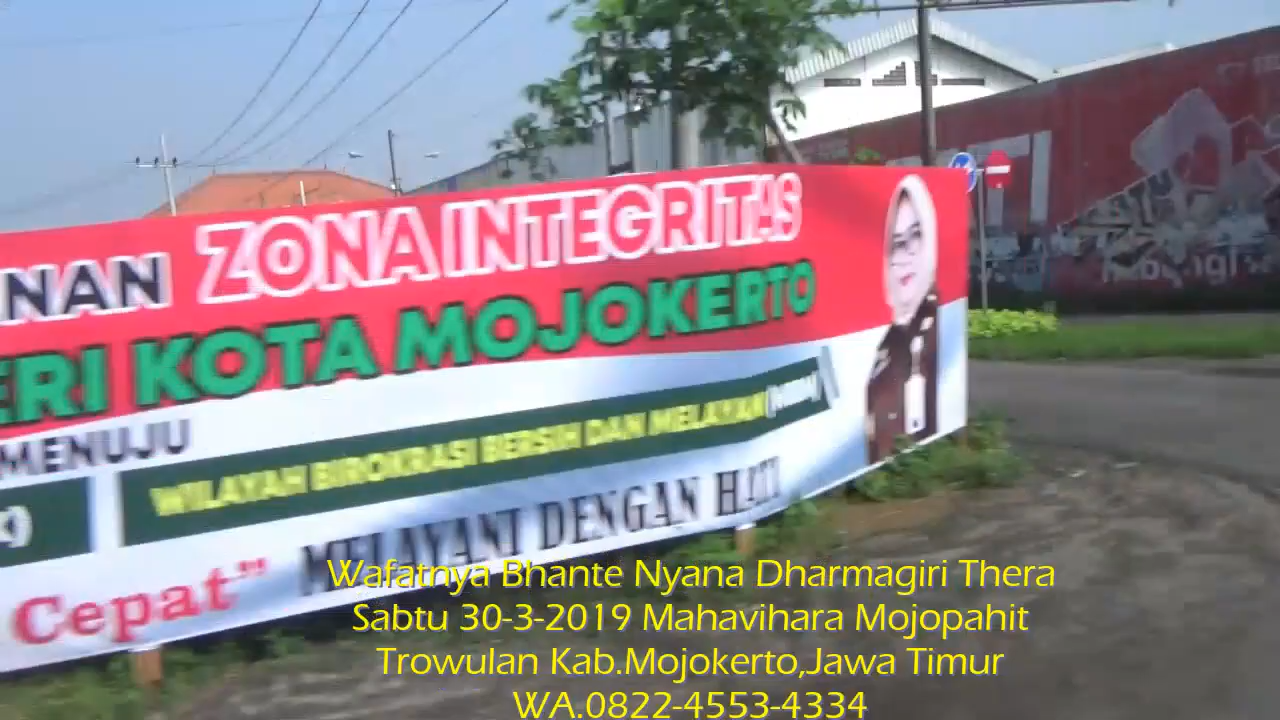 NAN ZONA INTEGRITAS
ERI KOTA MOJOKERTO
MENUJU
WILAYAH BIROKRASI BERSIH DAN MELAYANI
Cepat" MELAYANI DENGAN HATI
Wafatnya Bhante Nyana Dharmagiri Thera
Sabtu 30-3-2019 Mahavihara Mojopahit
Trowulan Kab.Mojokerto,Jawa Timur
WA.0822-4553-4334